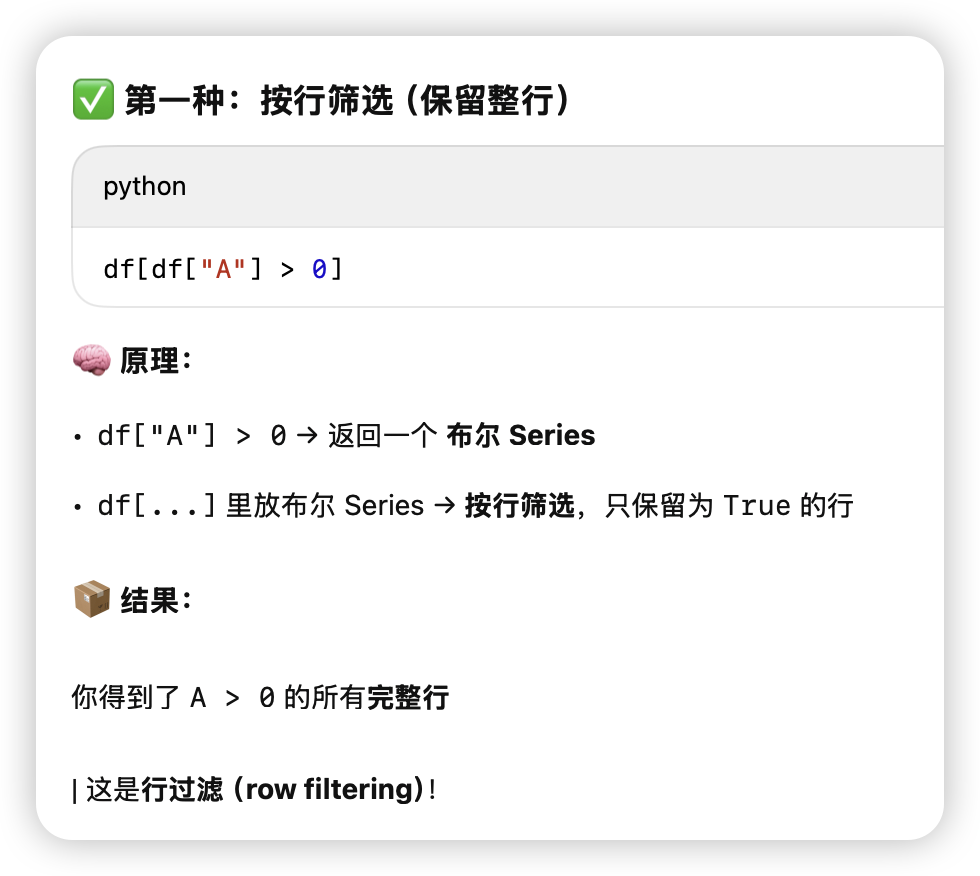 ✅ 第一种：按行筛选（保留整行）
python
df[df["A"] > 0]
🧠 原理：
• df["A"] > 0 → 返回一个 布尔 Series
• df[...] 里放布尔 Series → 按行筛选，只保留为 True 的行
📦 结果：
你得到了 A > 0 的所有完整行
| 这是行过滤（row filtering）！